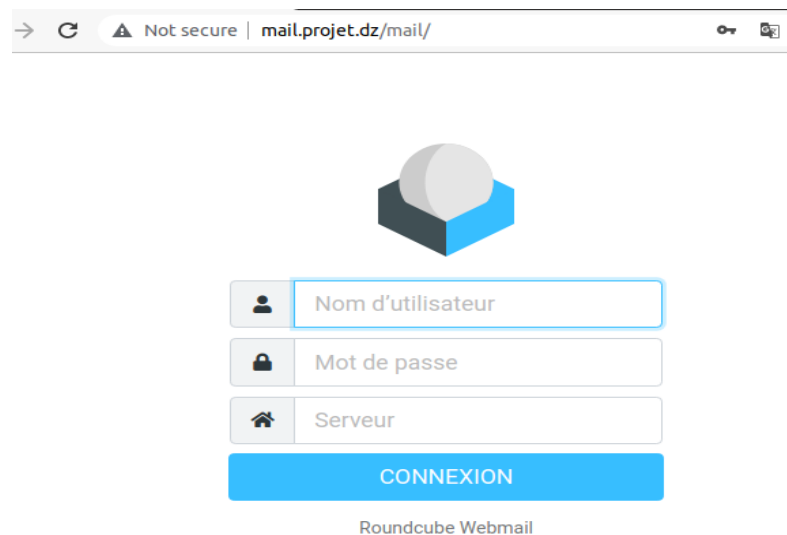 Not secure | mail.projet.dz/mail/
Nom d'utilisateur
Mot de passe
Serveur
CONNEXION
Roundcube Webmail